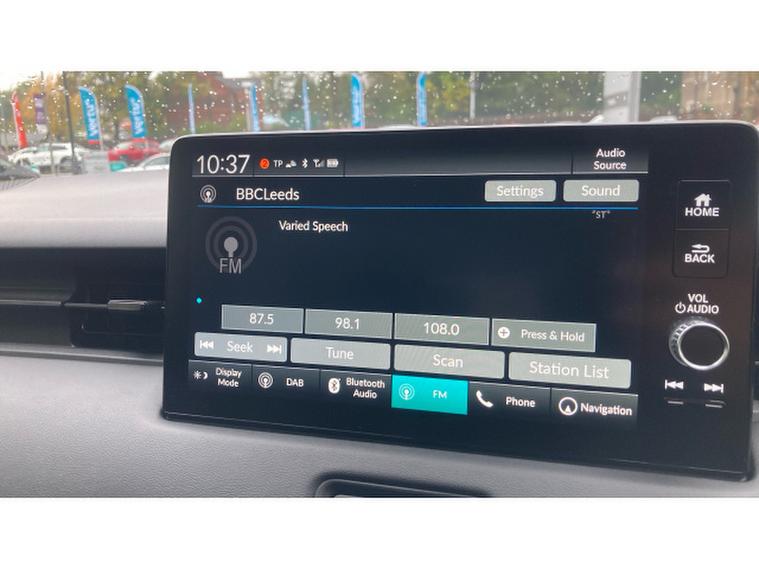 10:37 2 TP Audio Source
BBCLeeds Settings Sound
"ST"
Varied Speech
FM
87.5 98.1 108.0 + Press & Hold
Seek Tune Scan Station List
Display Mode DAB Bluetooth Audio FM Phone Navigation
HOME
BACK
VOL
AUDIO